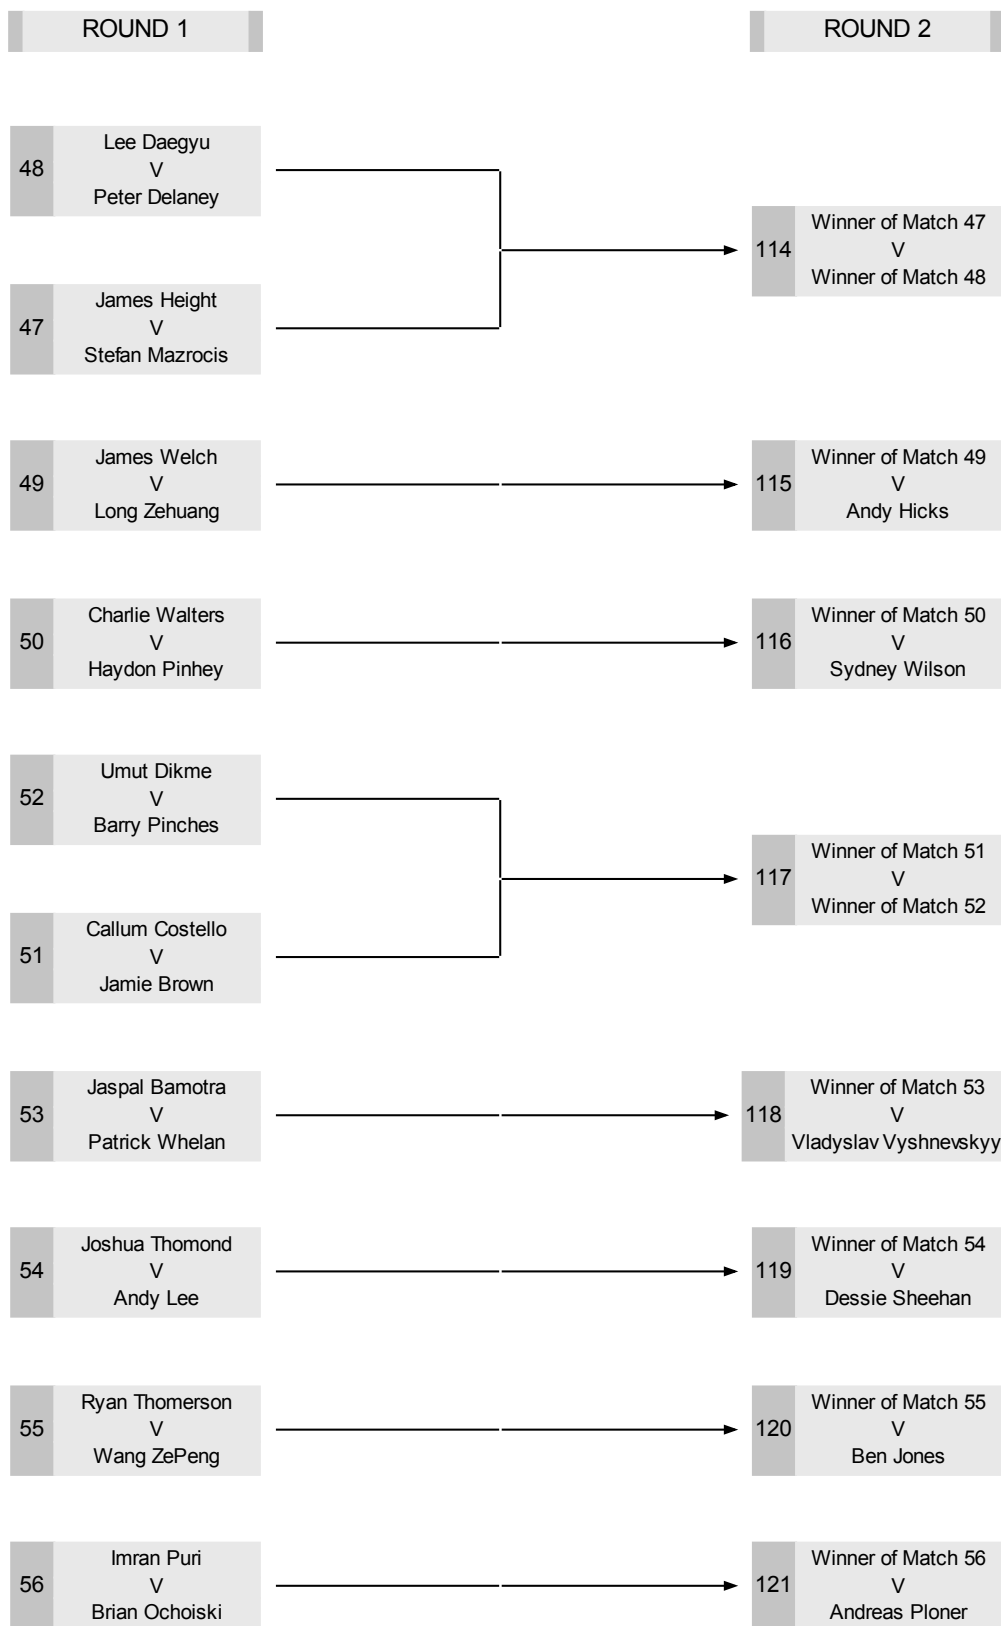 ROUND 1
ROUND 2
48
Lee Daegyu
V
Peter Delaney
114
Winner of Match 47
V
Winner of Match 48
47
James Height
V
Stefan Mazrocis
49
James Welch
V
Long Zehuang
115
Winner of Match 49
V
Andy Hicks
50
Charlie Walters
V
Haydon Pinhey
116
Winner of Match 50
V
Sydney Wilson
52
Umut Dikme
V
Barry Pinches
117
Winner of Match 51
V
Winner of Match 52
51
Callum Costello
V
Jamie Brown
53
Jaspal Bamotra
V
Patrick Whelan
118
Winner of Match 53
V
Vladyslav Vyshnevskyy
54
Joshua Thomond
V
Andy Lee
119
Winner of Match 54
V
Dessie Sheehan
55
Ryan Thomerson
V
Wang ZePeng
120
Winner of Match 55
V
Ben Jones
56
Imran Puri
V
Brian Ochoiski
121
Winner of Match 56
V
Andreas Ploner